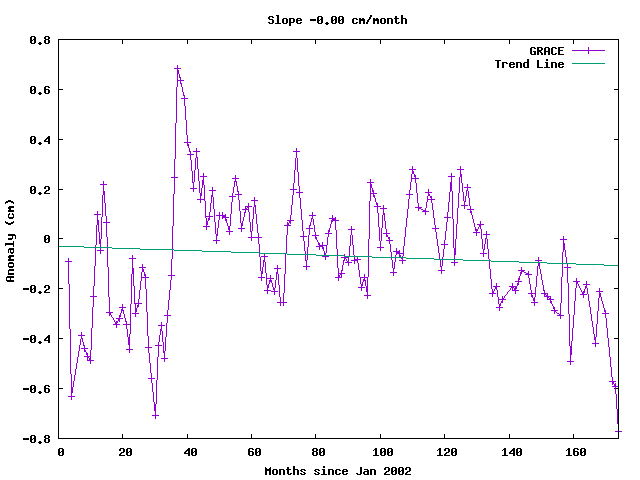 Slope -0.00 cm/month
GRACE
Trend Line
0.8
0.6
0.4
0.2
0
-0.2
-0.4
-0.6
-0.8
Anomaly (cm)
0 20 40 60 80 100 120 140 160
Months since Jan 2002